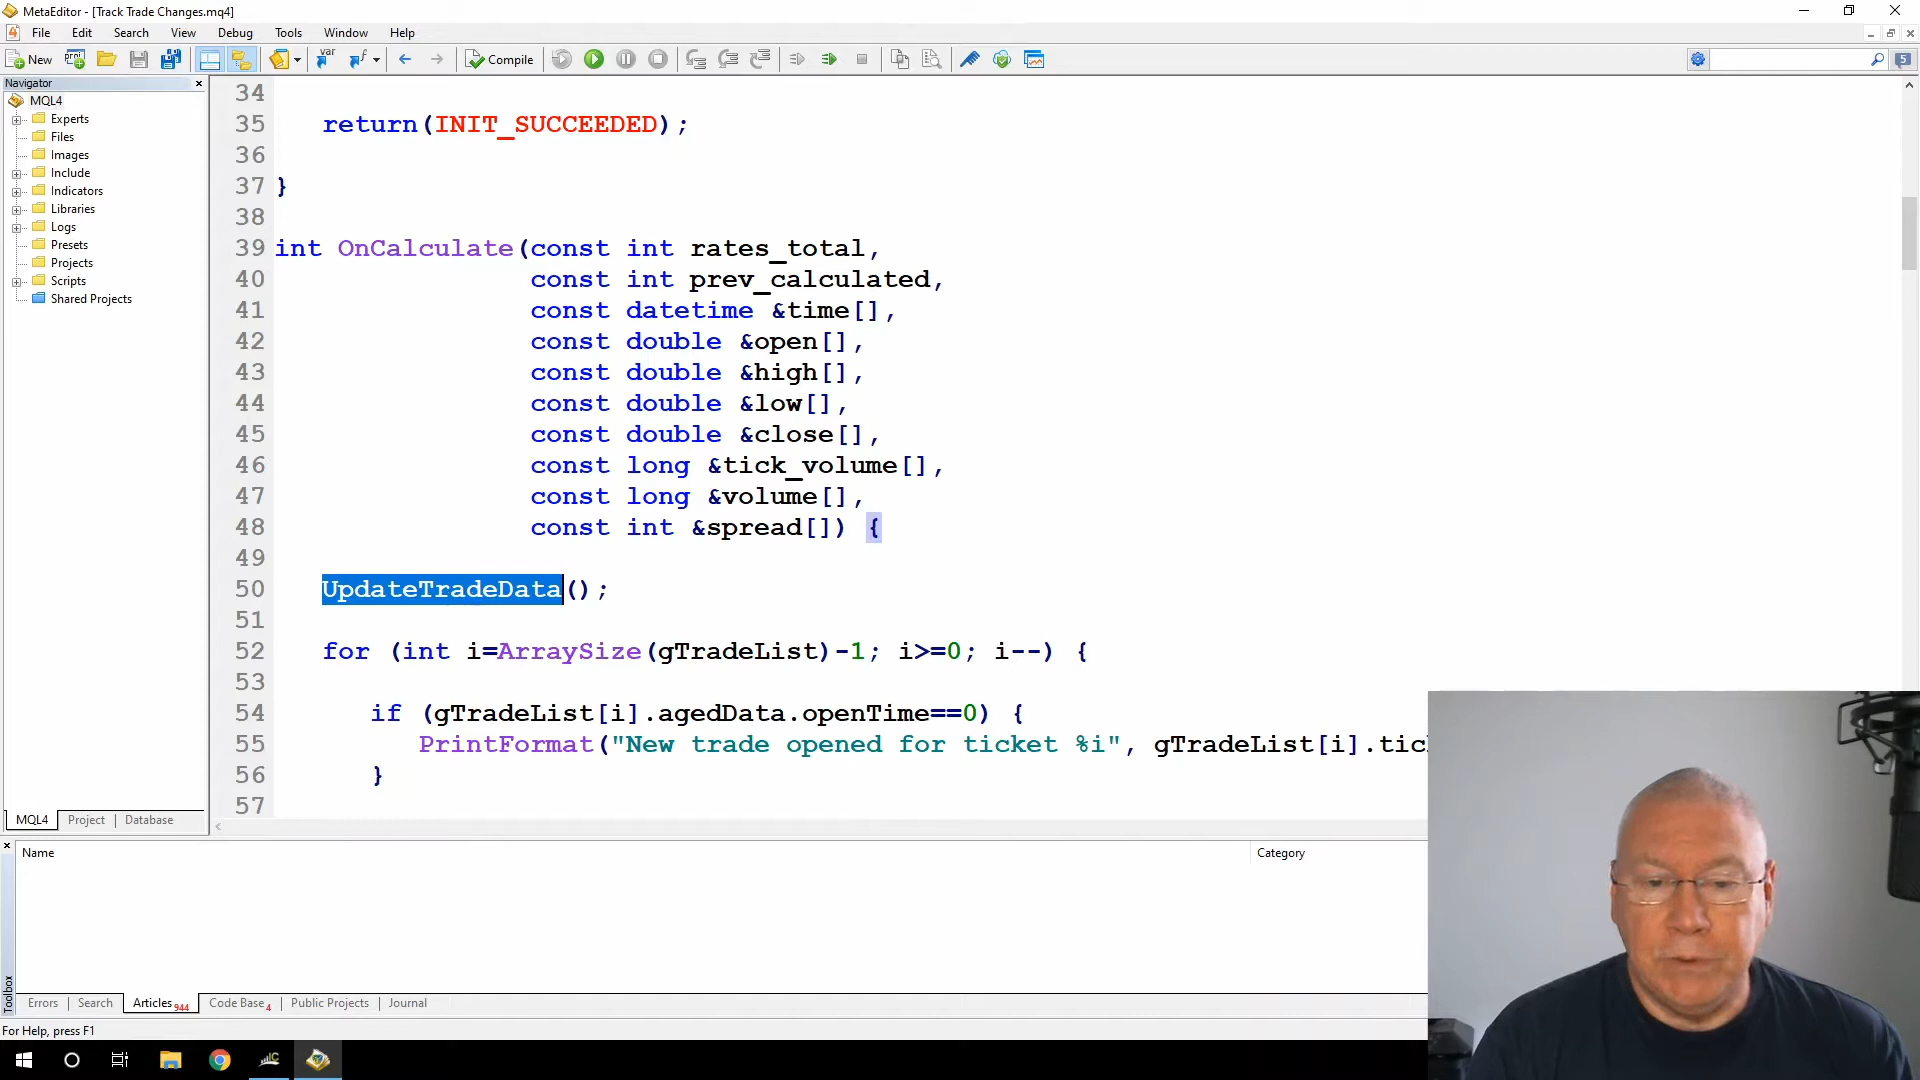 MetaEditor - [Track Trade Changes.mq4]
File Edit Search View Debug Tools Window Help
New Compile 5
Navigator
MQL4
Experts
Files
Images
Include
Indicators
Libraries
Logs
Presets
Projects
Scripts
Shared Projects
MQL4 Project Database
34
35 return(INIT_SUCCEEDED);
36
37 }
38
39 int OnCalculate(const int rates_total,
40 const int prev_calculated,
41 const datetime &time[],
42 const double &open[],
43 const double &high[],
44 const double &low[],
45 const double &close[],
46 const long &tick_volume[],
47 const long &volume[],
48 const int &spread[]) {
49
50 UpdateTradeData();
51
52 for (int i=ArraySize(gTradeList)-1; i>=0; i--) {
53
54 if (gTradeList[i].agedData.openTime==0) {
55 PrintFormat("New trade opened for ticket %i", gTradeList[i].tic
56 }
57
Name Category
Toolbox
Errors Search Articles 944 Code Base 4 Public Projects Journal
For Help, press F1